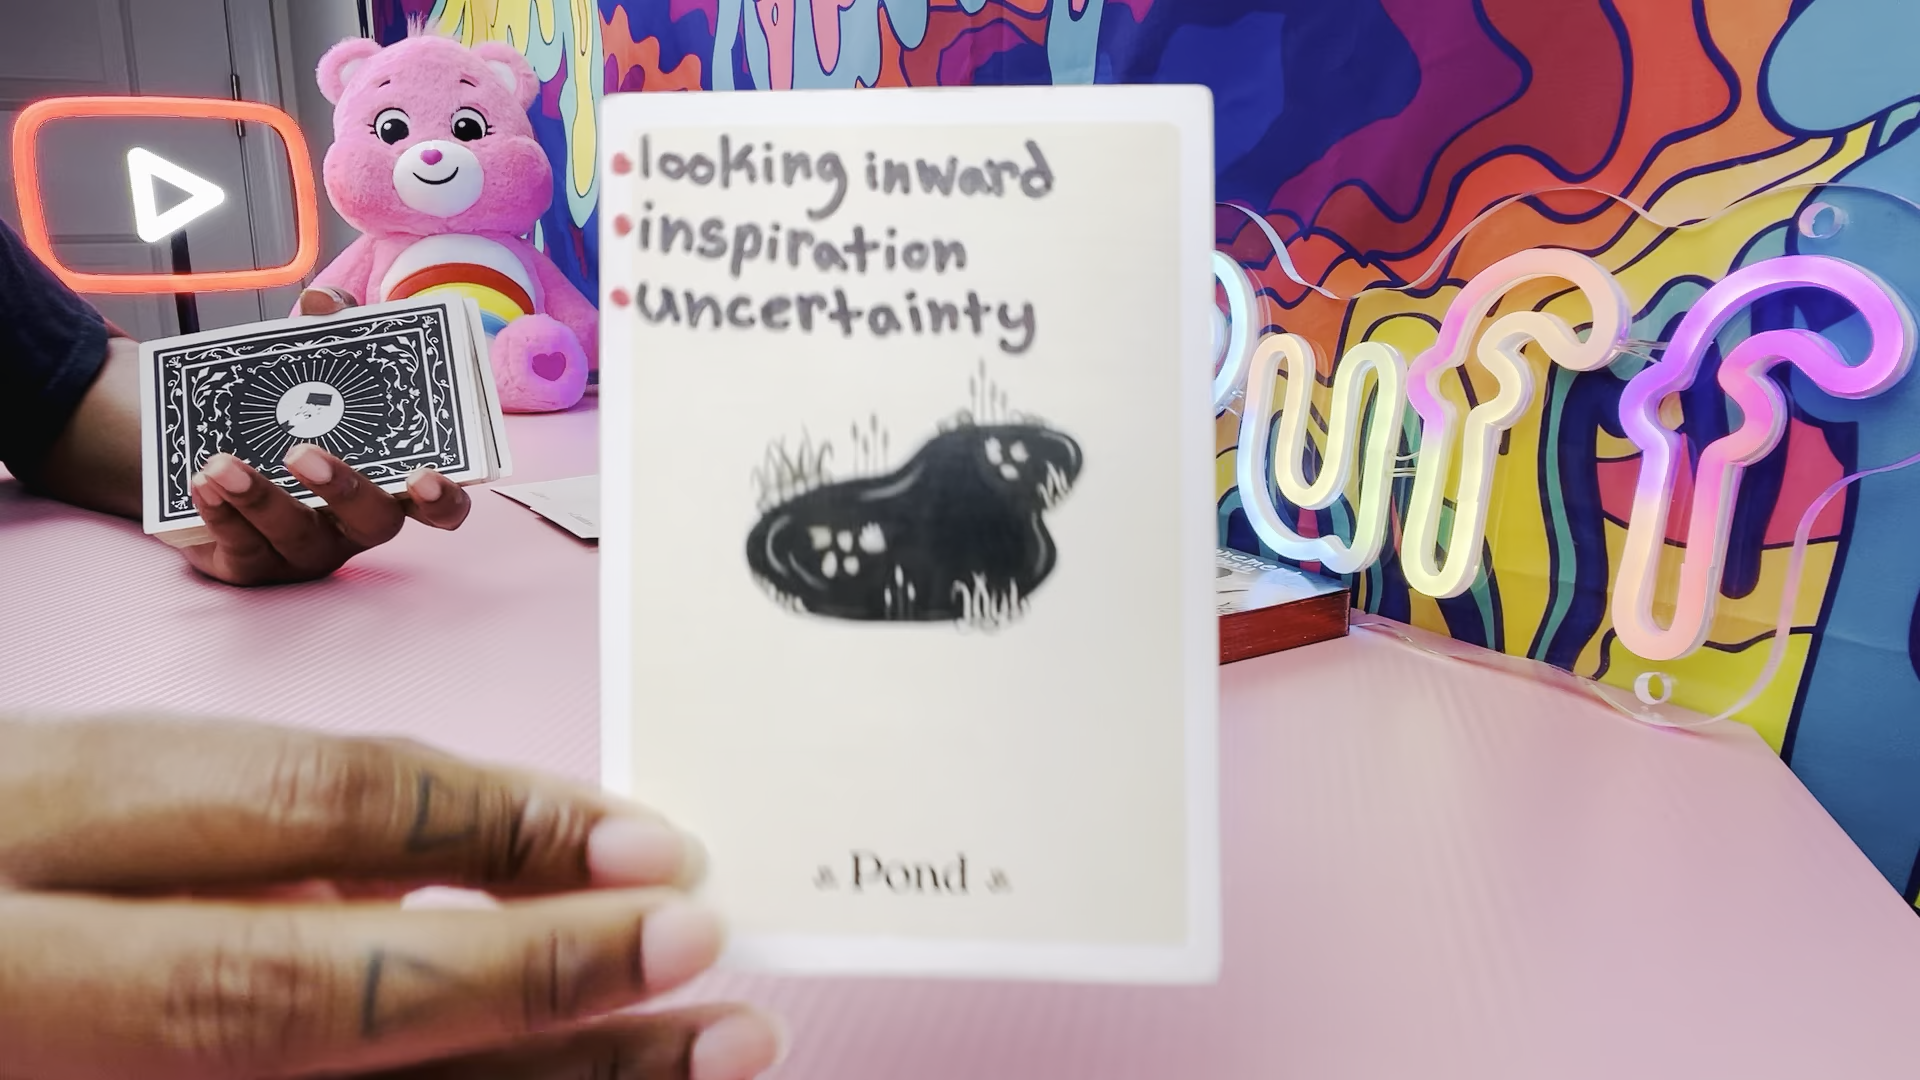 looking inward
inspiration
uncertainty
Pond